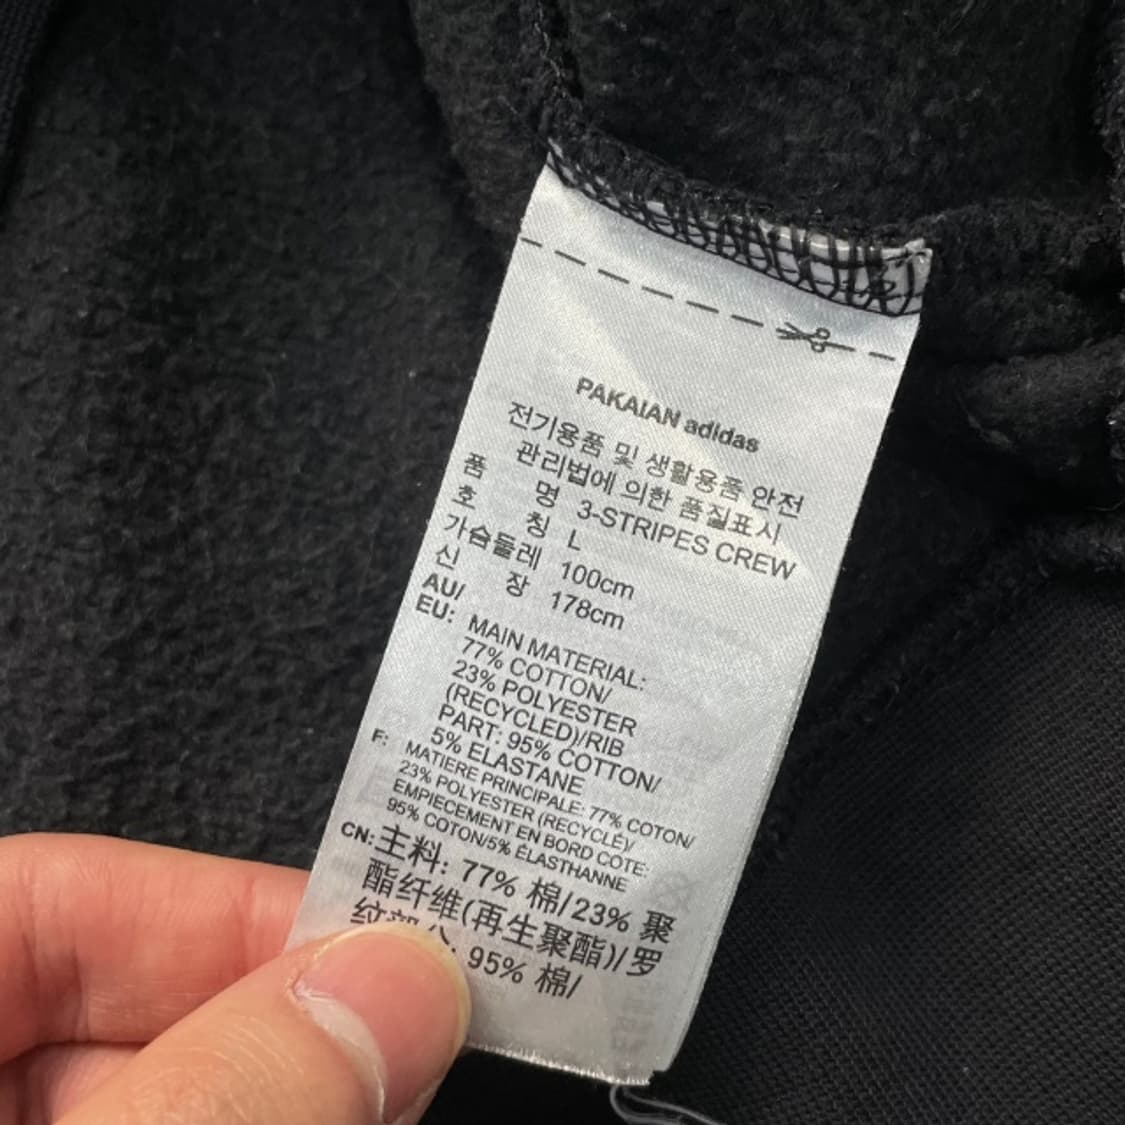 PAKAIAN adidas
전기용품 및 생활용품 안전
관리법에 의한 품질표시
품 명 3-STRIPES CREW
호 칭 L
가슴둘레 100cm
신 장 178cm
AU/
EU: MAIN MATERIAL:
77% COTTON/
23% POLYESTER
(RECYCLED)/RIB
PART: 95% COTTON/
5% ELASTANE
F: MATIERE PRINCIPALE: 77% COTON/
23% POLYESTER (RECYCLÉ)/
EMPIECEMENT EN BORD COTE:
95% COTON/5% ÉLASTHANNE
CN: 主料: 77% 棉/23% 聚
酯纤维(再生聚酯)/罗
纹部分: 95% 棉/